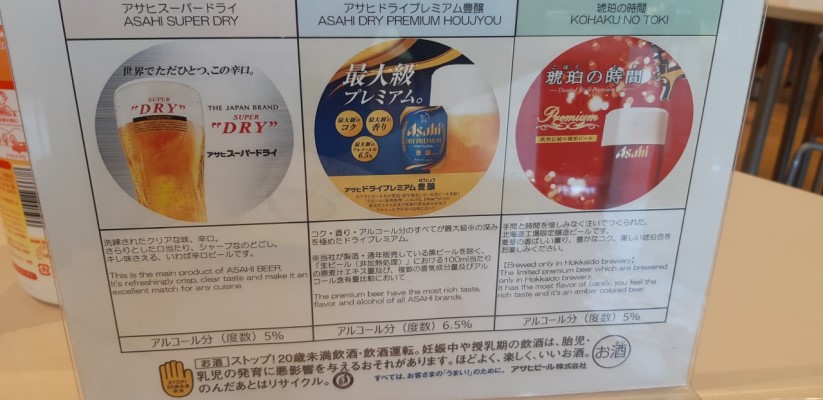 アサヒスーパードライ
ASAHI SUPER DRY
アサヒドライプレミアム豊醸
ASAHI DRY PREMIUM HOUJYOU
琥珀の時間
KOHAKU NO TOKI
世界でただひとつ、この辛口。
SUPER
"DRY"
THE JAPAN BRAND
SUPER
"DRY"
アサヒスーパードライ
最大級
プレミアム。
最大級の
コク
最大級の
香り
最大級の
アルコール分
6.5%
Asahi
DRY PREMIUM
豊醸
ほうじょう
アサヒドライプレミアム豊醸
こはく とき
琥珀の時間
Premium
Asahi
洗練されたクリアな味、辛口。
さらりとした口当たり、シャープなのどごし。
キレ味さえる、いわば辛口ビールです。
This is the main product of ASAHI BEER.
It's refreshingly crisp, clear taste and make it an
excellent match for any cuisine.
コク・香り・アルコール分のすべてが最大級※の深み
を極めたドライプレミアム。
※当社が製造・通年販売している黒ビールを除く、
「生ビール（非加熱処理）」における100ml当たり
の原麦汁エキス量及び、複数の香気成分量及びアル
コール含有量比較において
The premium beer have the most rich taste,
flavor and alcohol of all ASAHI brands.
手間と時間を惜しみなく注いでつくられた、
北海道工場限定醸造ビールです。
麦芽の香ばしい薫り、豊かなコク、美しい琥珀色を
お楽しみください。
【Brewed only in Hokkaido brewery】
The limited premium beer which are brewered
only in Hokkaido brewery.
It has the most flavor of barely, you feel the
rich taste and it's an amber colored beer.
アルコール分（度数）5%
アルコール分（度数）6.5%
アルコール分（度数）5%
STOP!
お酒 ストップ！20歳未満飲酒・飲酒運転。妊娠中や授乳期の飲酒は、胎児・
乳児の発育に悪影響を与えるおそれがあります。ほどよく、楽しく、いいお酒。
のんだあとはリサイクル。
お酒
すべては、お客さまの「うまい！」のために。
アサヒビール株式会社